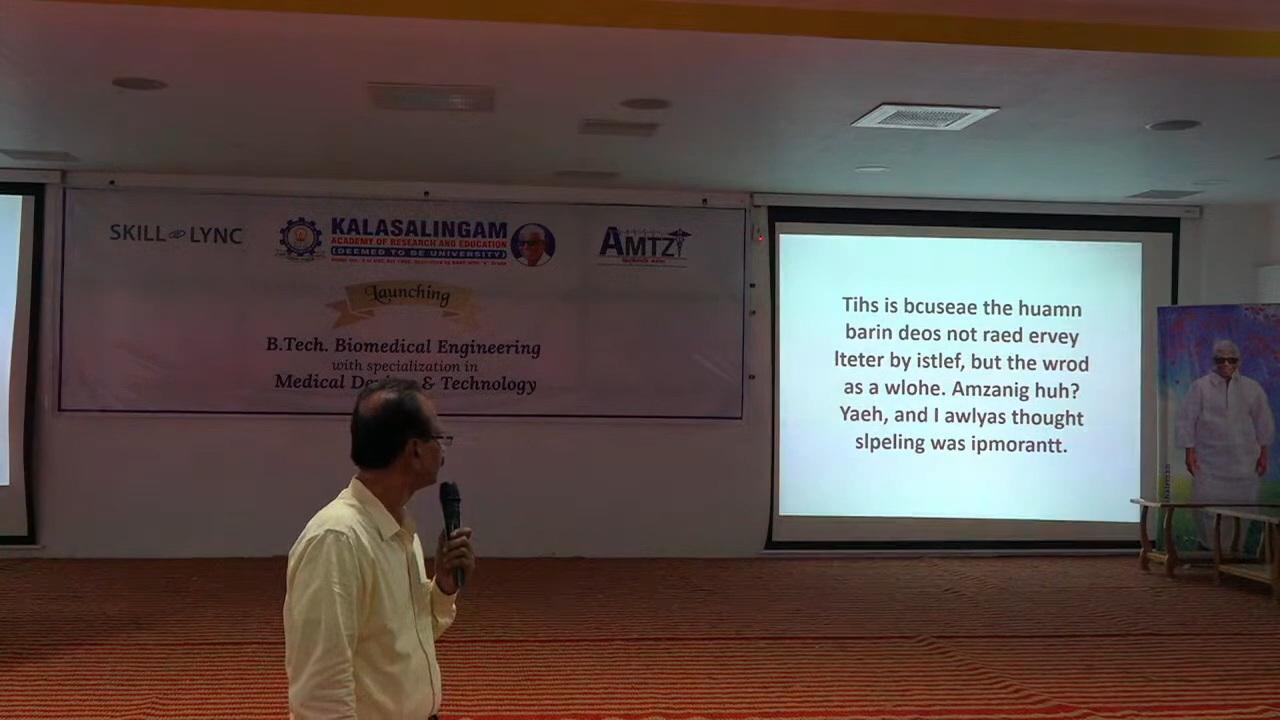 SKILL LYNC
KALASALINGAM
ACADEMY OF RESEARCH AND EDUCATION
(DEEMED TO BE UNIVERSITY)
AMTZ
Launching
B.Tech. Biomedical Engineering
with specialization in
Medical & Technology
Tihs is bcuseae the huamn
barin deos not raed ervey
lteter by istlef, but the wrod
as a wlohe. Amzanig huh?
Yaeh, and I awlyas thought
slpeling was ipmorantt.